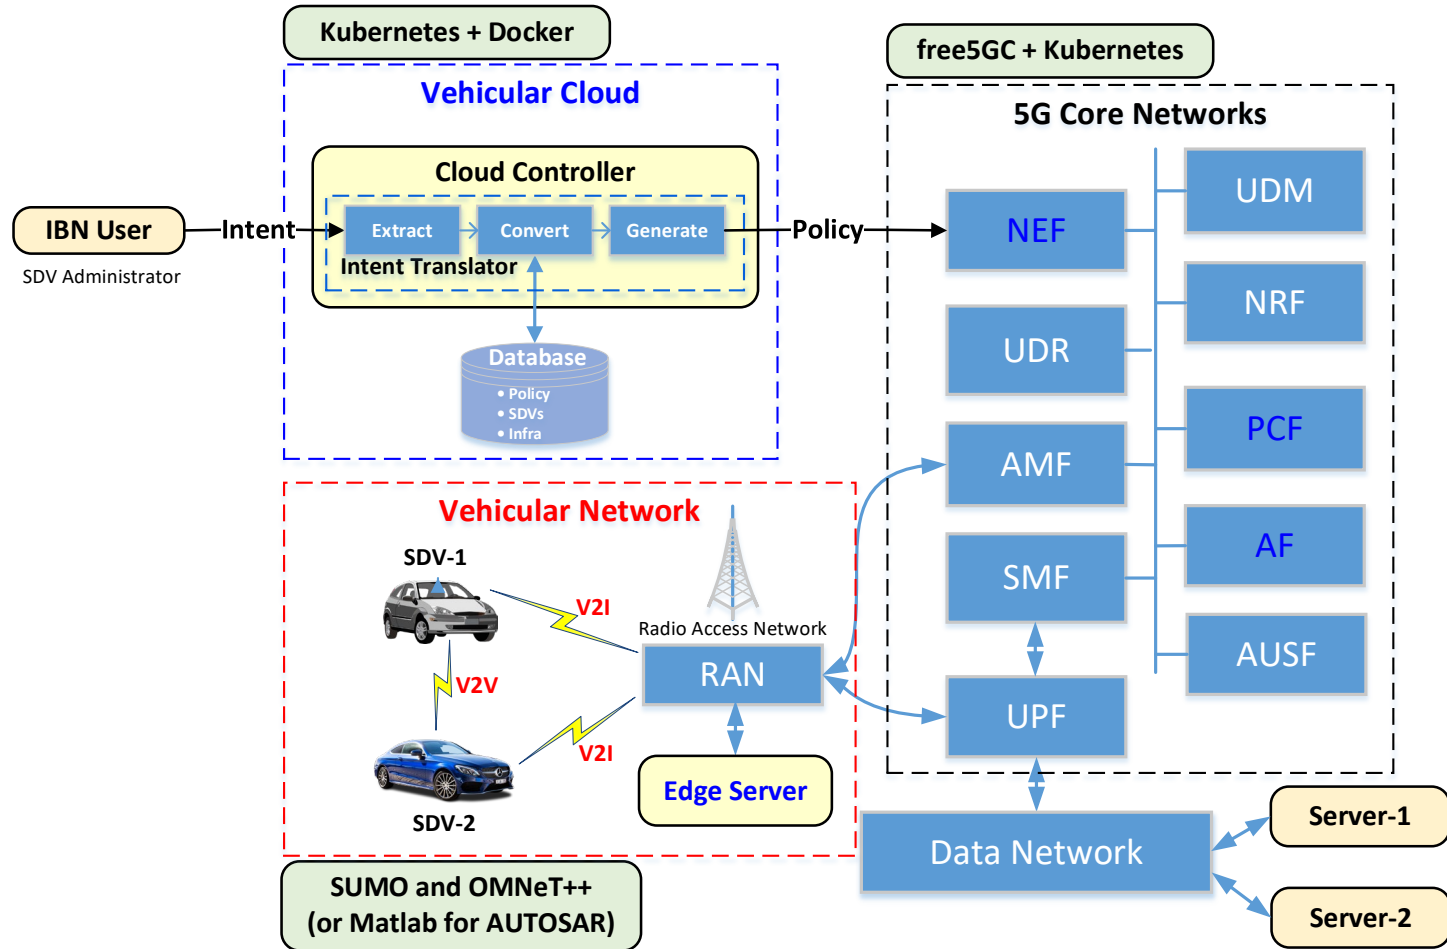 Kubernetes + Docker
free5GC + Kubernetes
Vehicular Cloud
5G Core Networks
Cloud Controller
IBN User
SDV Administrator
Intent
Extract
Convert
Generate
Intent Translator
Policy
Database
• Policy
• SDVs
• Infra
NEF
UDM
NRF
UDR
PCF
AMF
AF
SMF
AUSF
UPF
Vehicular Network
SDV-1
V2I
Radio Access Network
RAN
V2V
V2I
SDV-2
Edge Server
Data Network
Server-1
Server-2
SUMO and OMNeT++
(or Matlab for AUTOSAR)